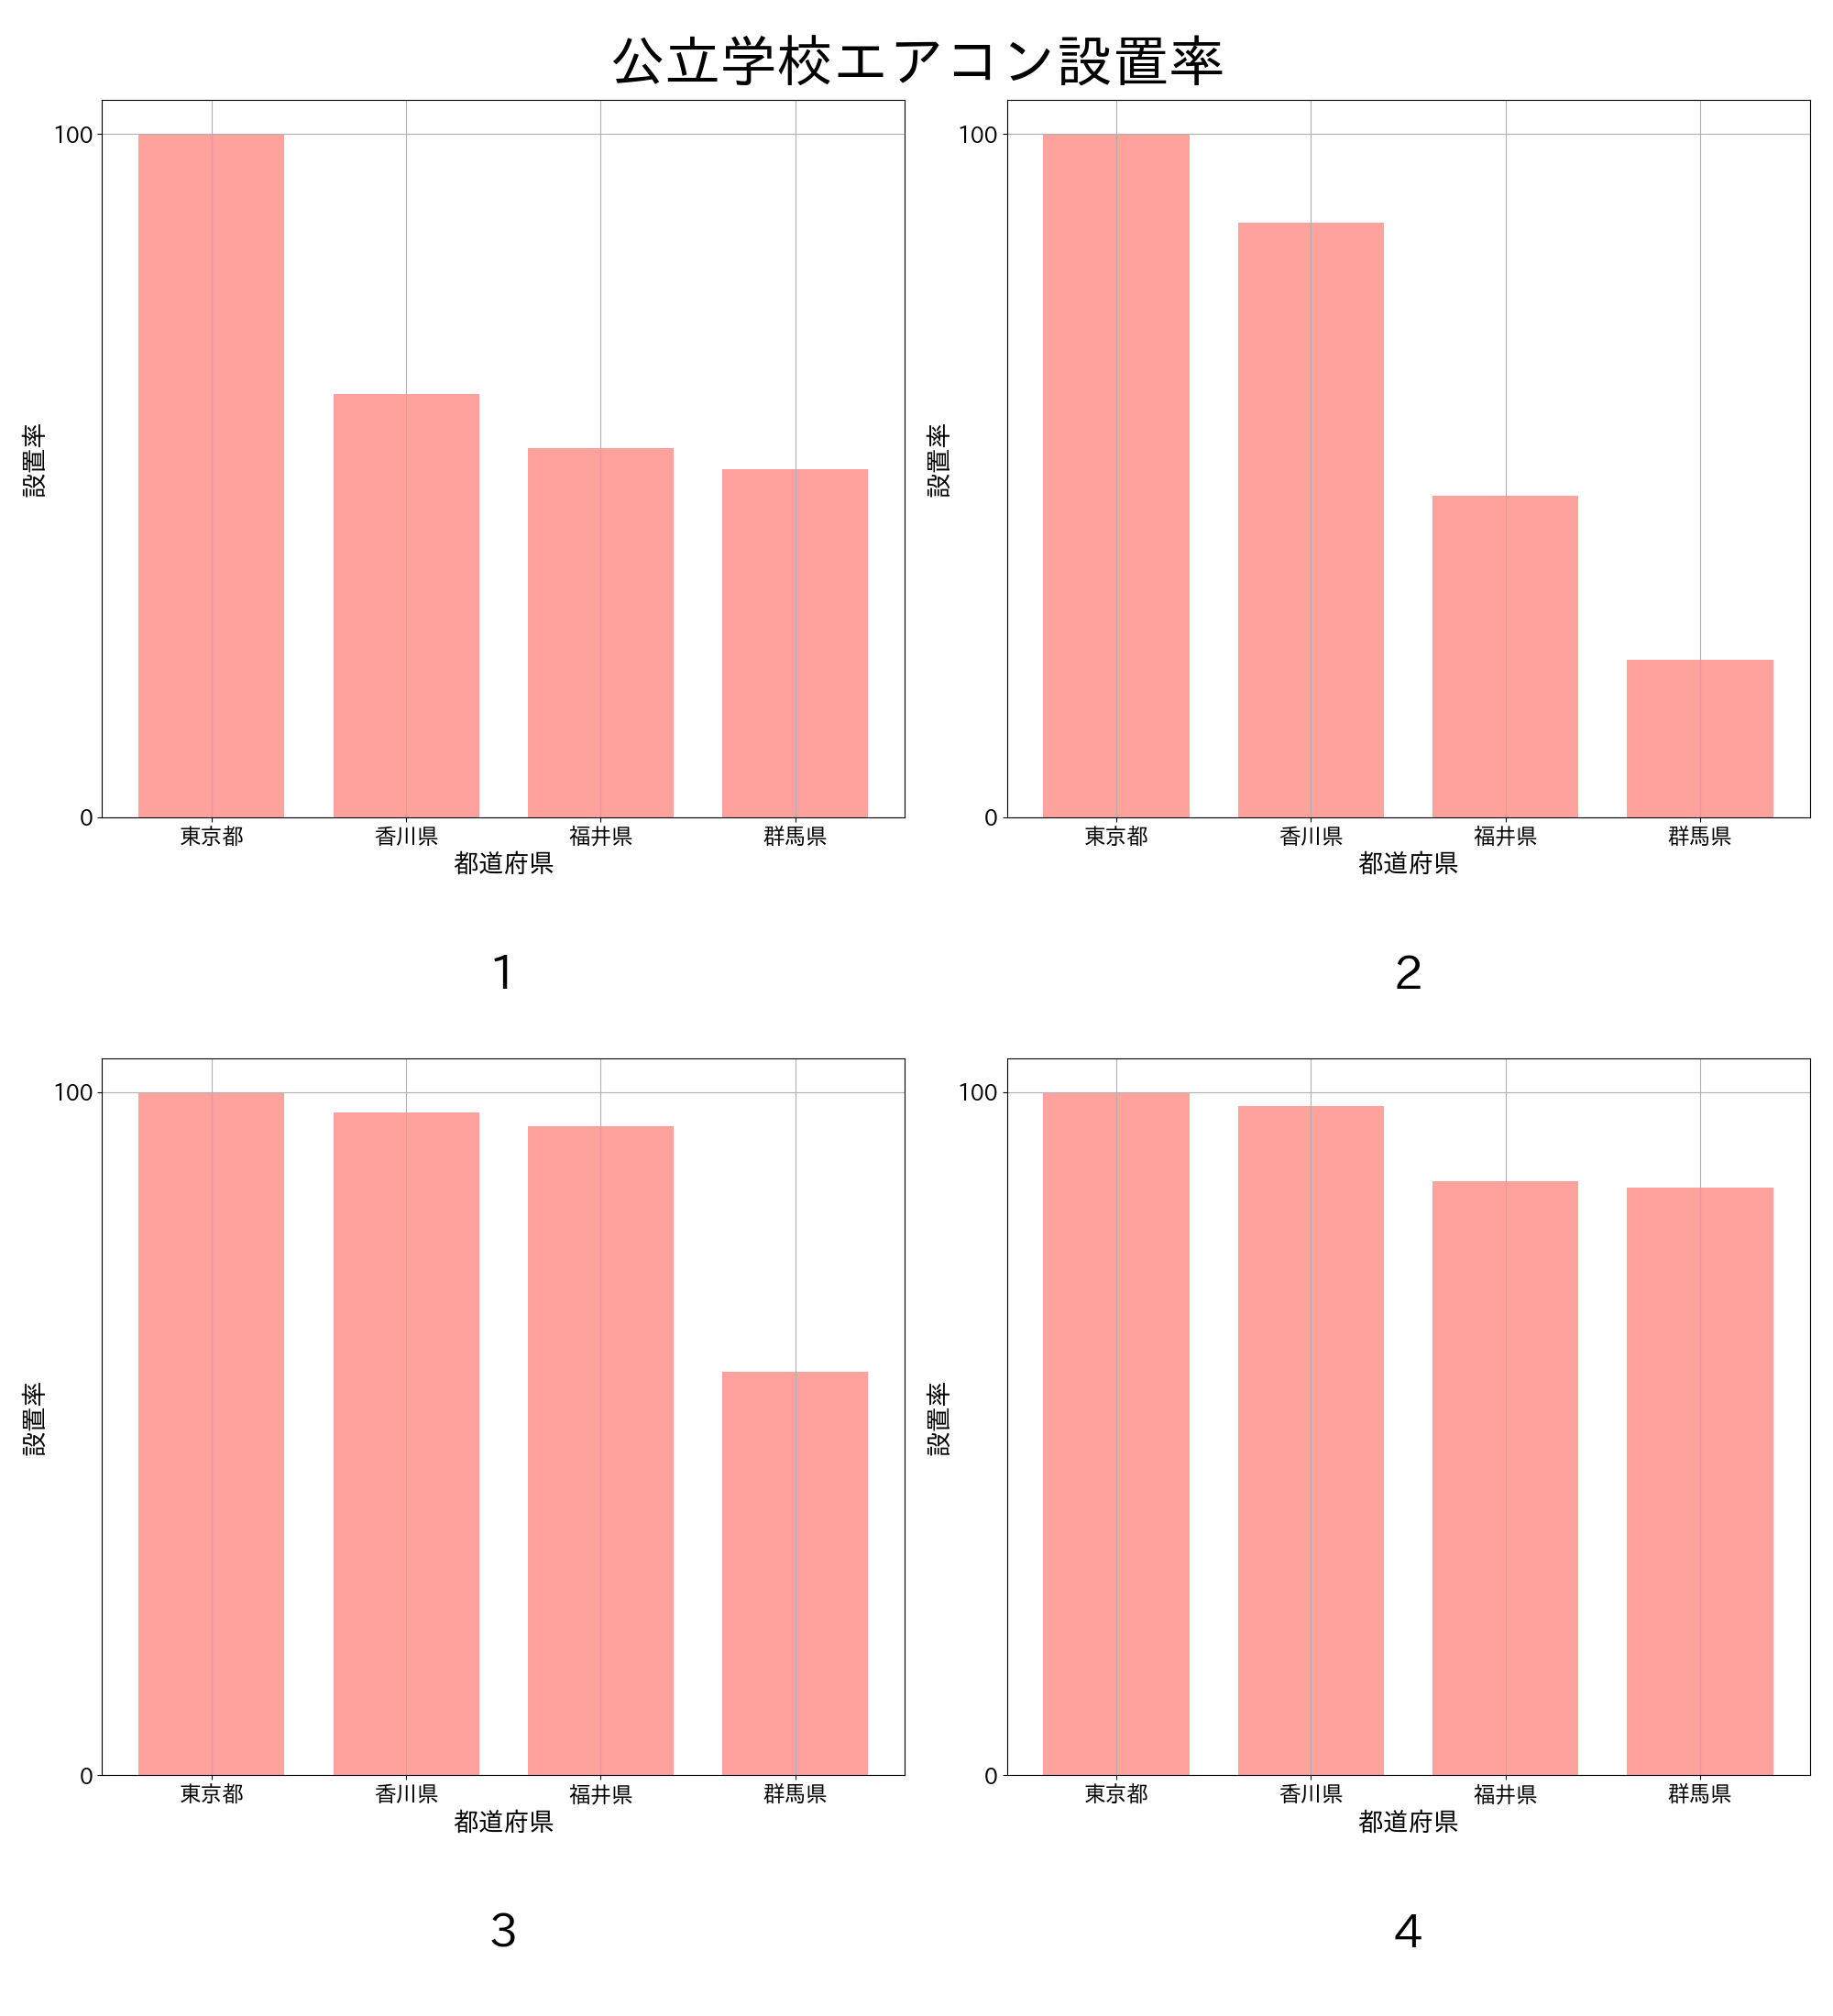 公立学校エアコン設置率
100
設置率
0
東京都 香川県 福井県 群馬県
都道府県
1
100
設置率
0
東京都 香川県 福井県 群馬県
都道府県
2
100
設置率
0
東京都 香川県 福井県 群馬県
都道府県
3
100
設置率
0
東京都 香川県 福井県 群馬県
都道府県
4